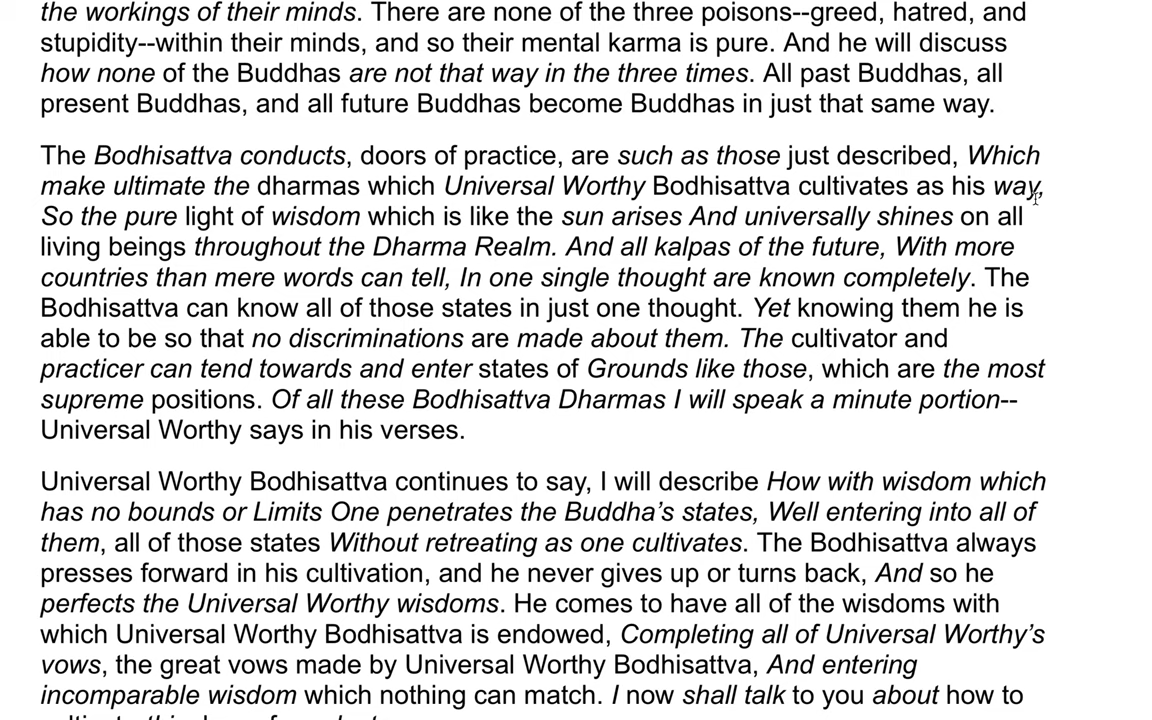 the workings of their minds. There are none of the three poisons--greed, hatred, and
stupidity--within their minds, and so their mental karma is pure. And he will discuss
how none of the Buddhas are not that way in the three times. All past Buddhas, all
present Buddhas, and all future Buddhas become Buddhas in just that same way.
The Bodhisattva conducts, doors of practice, are such as those just described, Which
make ultimate the dharmas which Universal Worthy Bodhisattva cultivates as his way,
So the pure light of wisdom which is like the sun arises And universally shines on all
living beings throughout the Dharma Realm. And all kalpas of the future, With more
countries than mere words can tell, In one single thought are known completely. The
Bodhisattva can know all of those states in just one thought. Yet knowing them he is
able to be so that no discriminations are made about them. The cultivator and
practicer can tend towards and enter states of Grounds like those, which are the most
supreme positions. Of all these Bodhisattva Dharmas I will speak a minute portion--
Universal Worthy says in his verses.
Universal Worthy Bodhisattva continues to say, I will describe How with wisdom which
has no bounds or Limits One penetrates the Buddha's states, Well entering into all of
them, all of those states Without retreating as one cultivates. The Bodhisattva always
presses forward in his cultivation, and he never gives up or turns back, And so he
perfects the Universal Worthy wisdoms. He comes to have all of the wisdoms with
which Universal Worthy Bodhisattva is endowed, Completing all of Universal Worthy's
vows, the great vows made by Universal Worthy Bodhisattva, And entering
incomparable wisdom which nothing can match. I now shall talk to you about how to